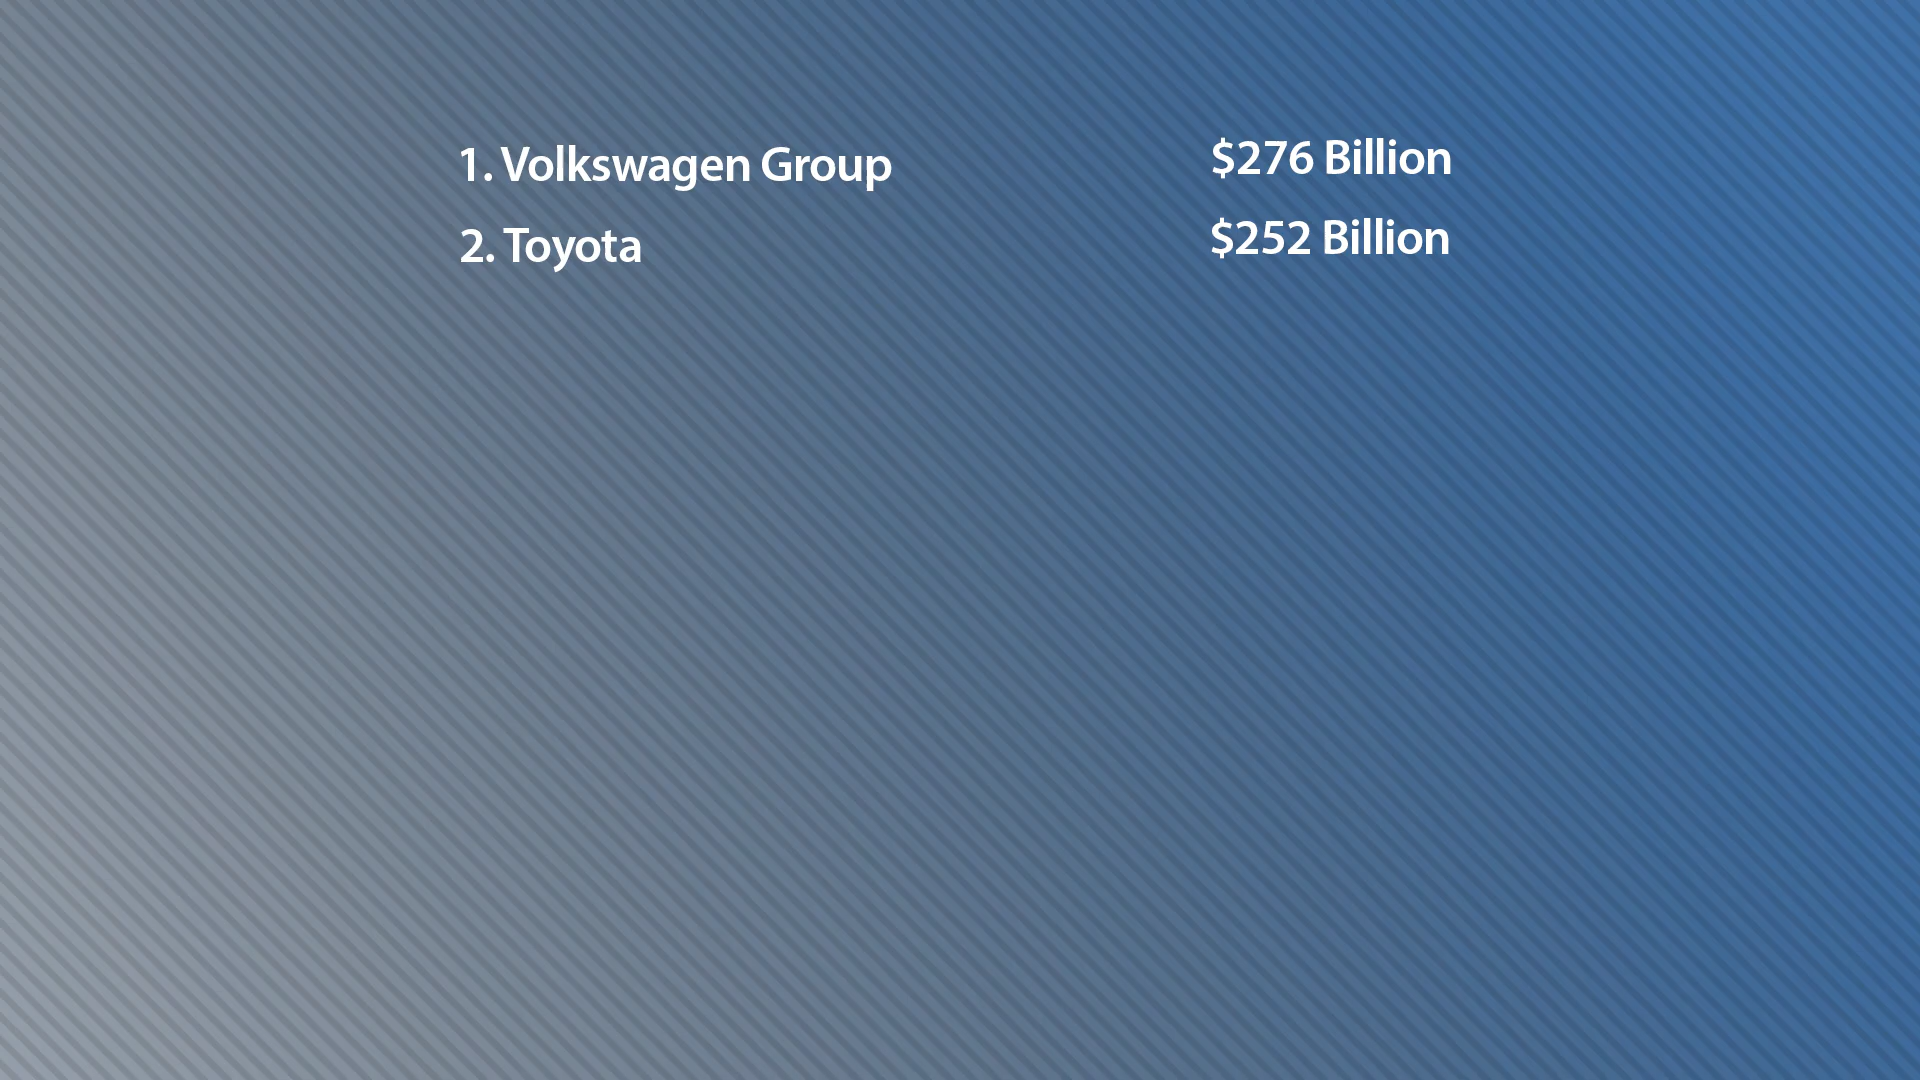 1. Volkswagen Group $276 Billion
2. Toyota $252 Billion